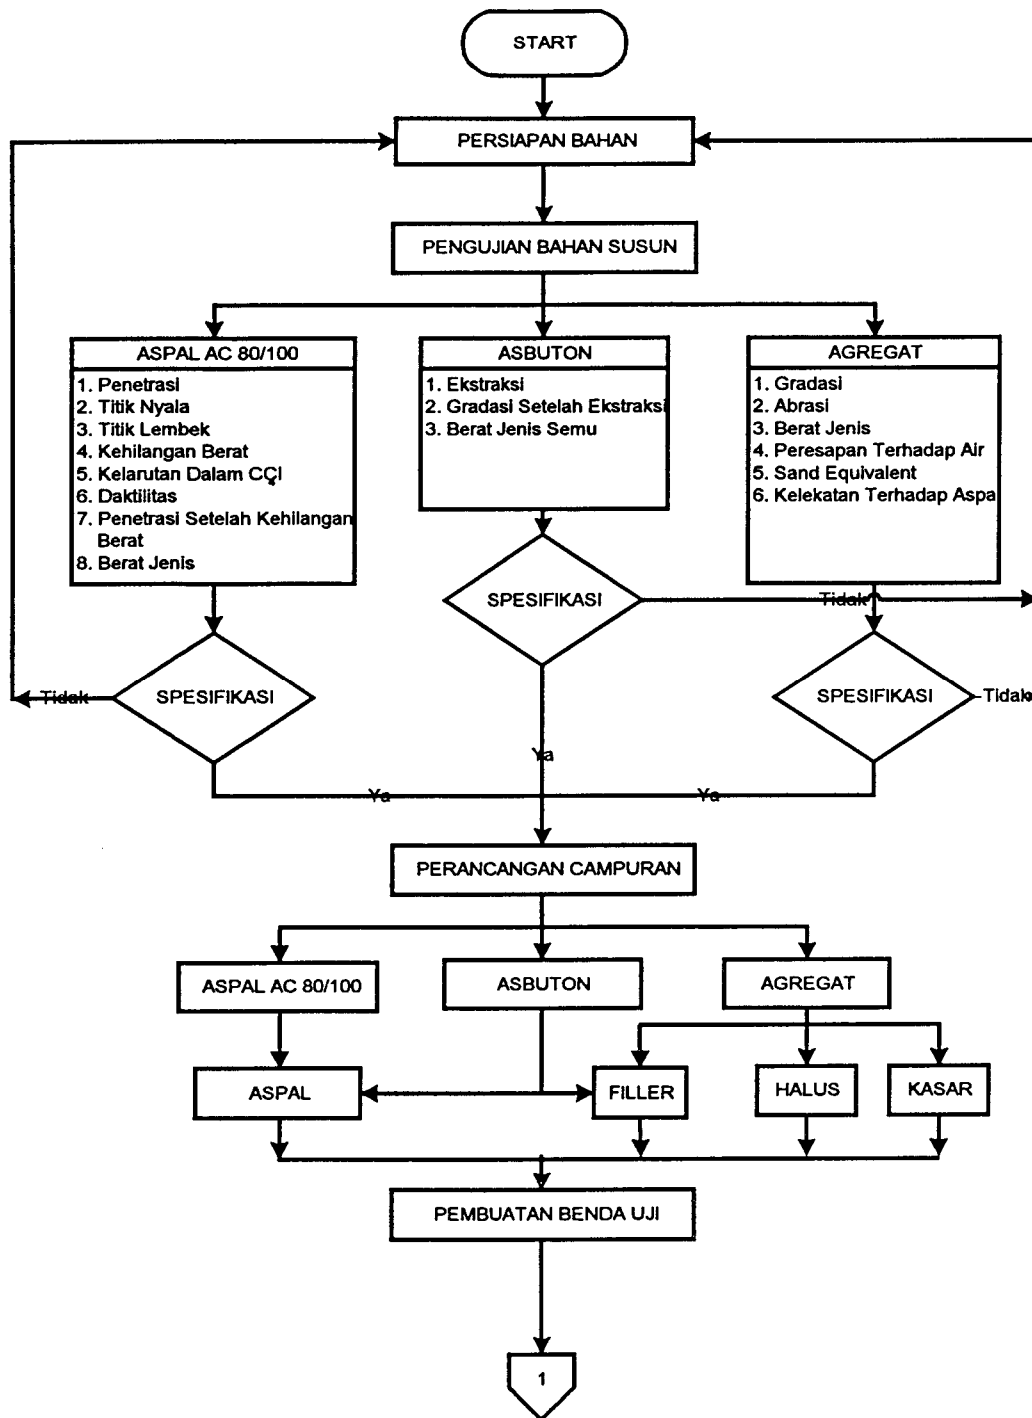 START
PERSIAPAN BAHAN
PENGUJIAN BAHAN SUSUN
ASPAL AC 80/100
1. Penetrasi
2. Titik Nyala
3. Titik Lembek
4. Kehilangan Berat
5. Kelarutan Dalam CCl4
6. Daktilitas
7. Penetrasi Setelah Kehilangan
Berat
8. Berat Jenis
ASBUTON
1. Ekstraksi
2. Gradasi Setelah Ekstraksi
3. Berat Jenis Semu
AGREGAT
1. Gradasi
2. Abrasi
3. Berat Jenis
4. Peresapan Terhadap Air
5. Sand Equivalent
6. Kelekatan Terhadap Aspa
SPESIFIKASI
Tidak
Tidak
SPESIFIKASI
SPESIFIKASI
Tidak
Ya
Ya
Ya
PERANCANGAN CAMPURAN
ASPAL AC 80/100
ASBUTON
AGREGAT
ASPAL
FILLER
HALUS
KASAR
PEMBUATAN BENDA UJI
1